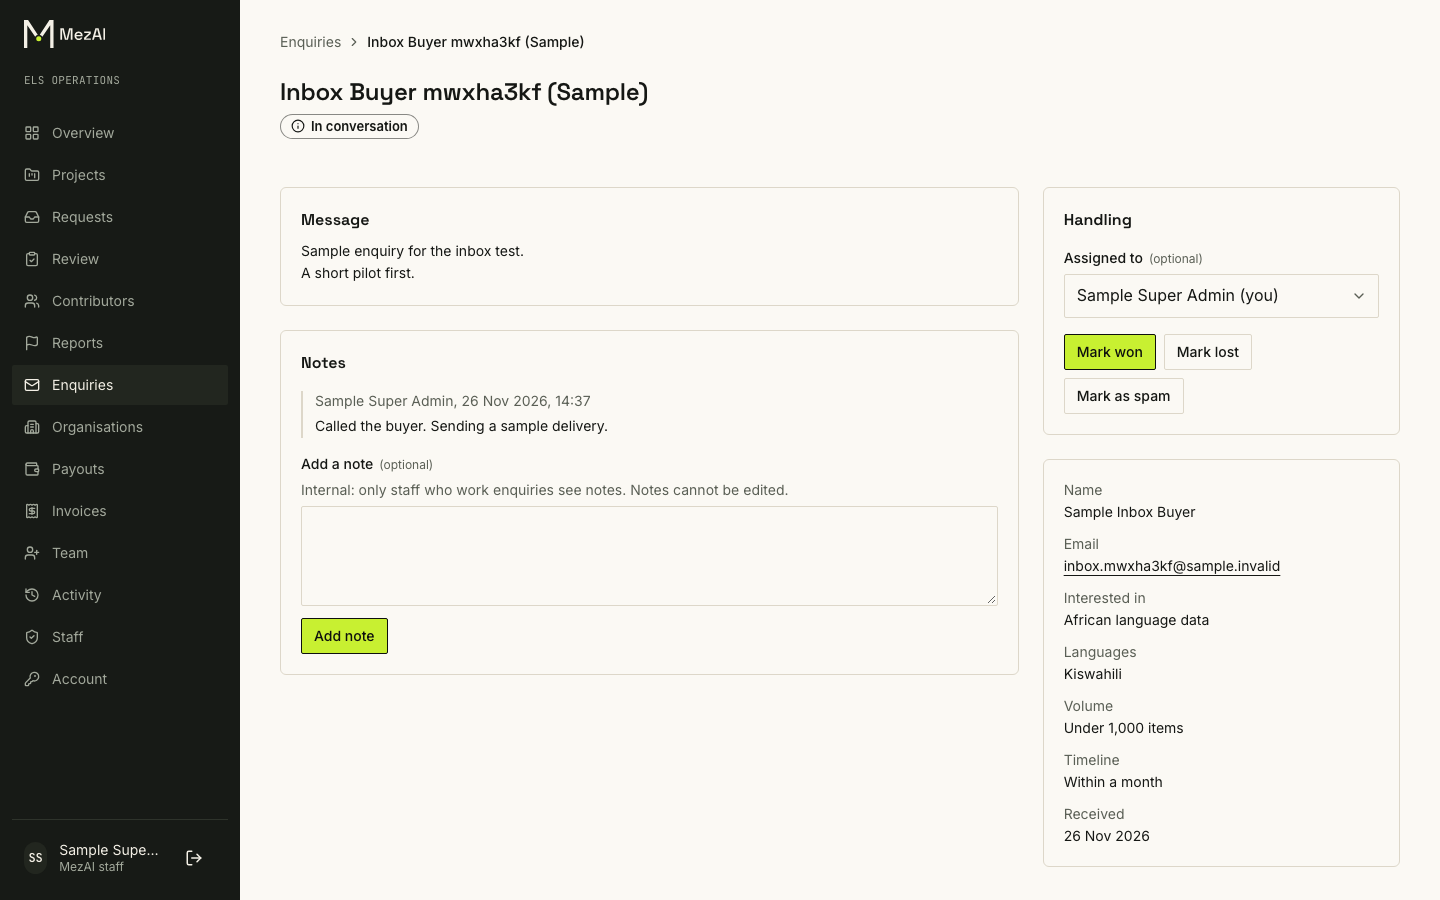 MezAI
ELS OPERATIONS
Overview
Projects
Requests
Review
Contributors
Reports
Enquiries
Organisations
Payouts
Invoices
Team
Activity
Staff
Account
SS
Sample Supe...
MezAI staff
Enquiries > Inbox Buyer mwxha3kf (Sample)
Inbox Buyer mwxha3kf (Sample)
In conversation
Message
Sample enquiry for the inbox test.
A short pilot first.
Notes
Sample Super Admin, 26 Nov 2026, 14:37
Called the buyer. Sending a sample delivery.
Add a note (optional)
Internal: only staff who work enquiries see notes. Notes cannot be edited.
Add note
Handling
Assigned to (optional)
Sample Super Admin (you)
Mark won Mark lost
Mark as spam
Name
Sample Inbox Buyer
Email
inbox.mwxha3kf@sample.invalid
Interested in
African language data
Languages
Kiswahili
Volume
Under 1,000 items
Timeline
Within a month
Received
26 Nov 2026